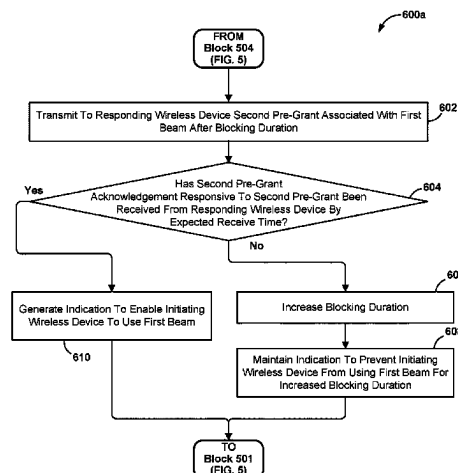 600a
FROM
Block 504
(FIG. 5)
Transmit To Responding Wireless Device Second Pre-Grant Associated With First
Beam After Blocking Duration
602
Has Second Pre-Grant
Acknowledgement Responsive To Second Pre-Grant Been
Received From Responding Wireless Device By
Expected Receive Time?
604
Yes
No
Generate Indication To Enable Initiating
Wireless Device To Use First Beam
610
Increase Blocking Duration
Maintain Indication To Prevent Initiating
Wireless Device From Using First Beam For
Increased Blocking Duration
TO
Block 501
(FIG. 5)